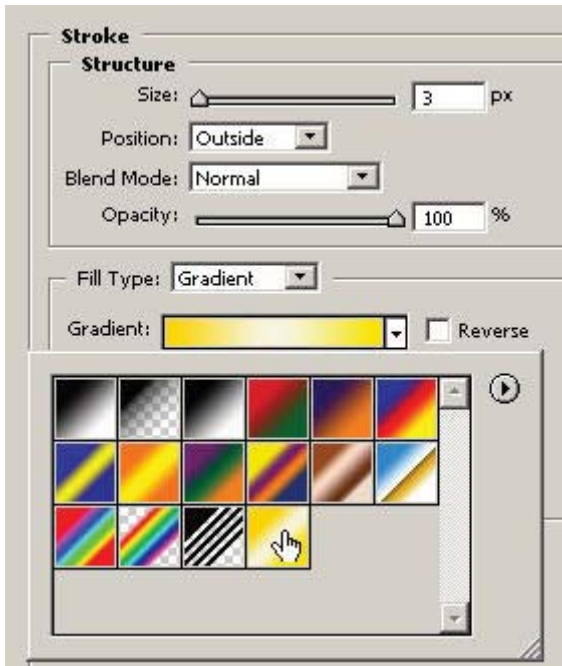 Stroke
Structure
Size: 3 px
Position: Outside
Blend Mode: Normal
Opacity: 100 %
Fill Type: Gradient
Gradient: Reverse